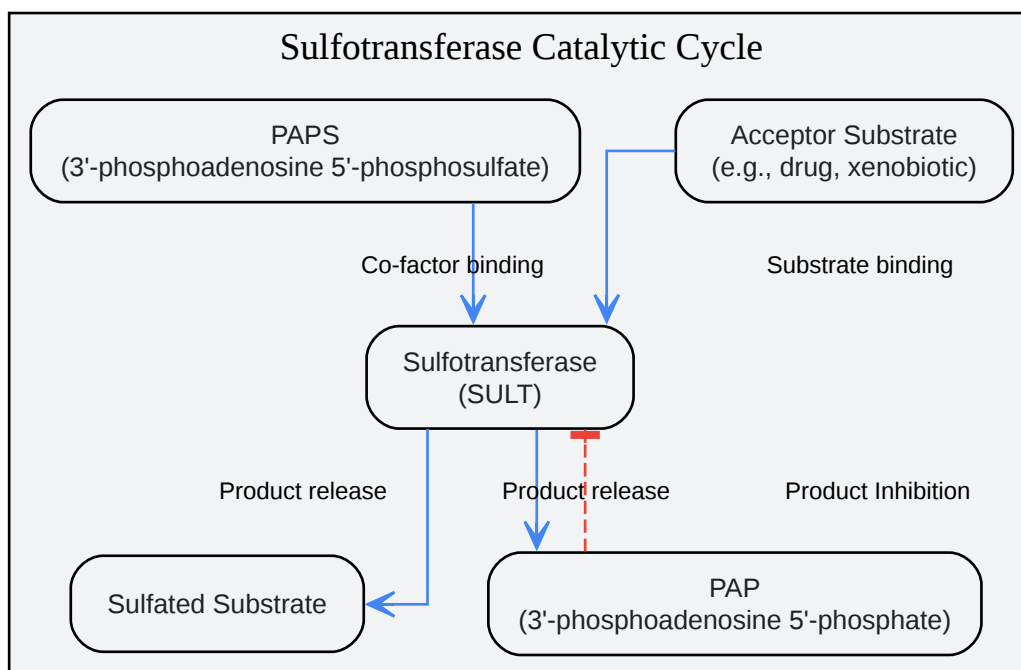 Sulfotransferase Catalytic Cycle
PAPS
(3'-phosphoadenosine 5'-phosphosulfate)
Acceptor Substrate
(e.g., drug, xenobiotic)
Co-factor binding
Substrate binding
Sulfotransferase
(SULT)
Product release
Product release
Product Inhibition
Sulfated Substrate
PAP
(3'-phosphoadenosine 5'-phosphate)